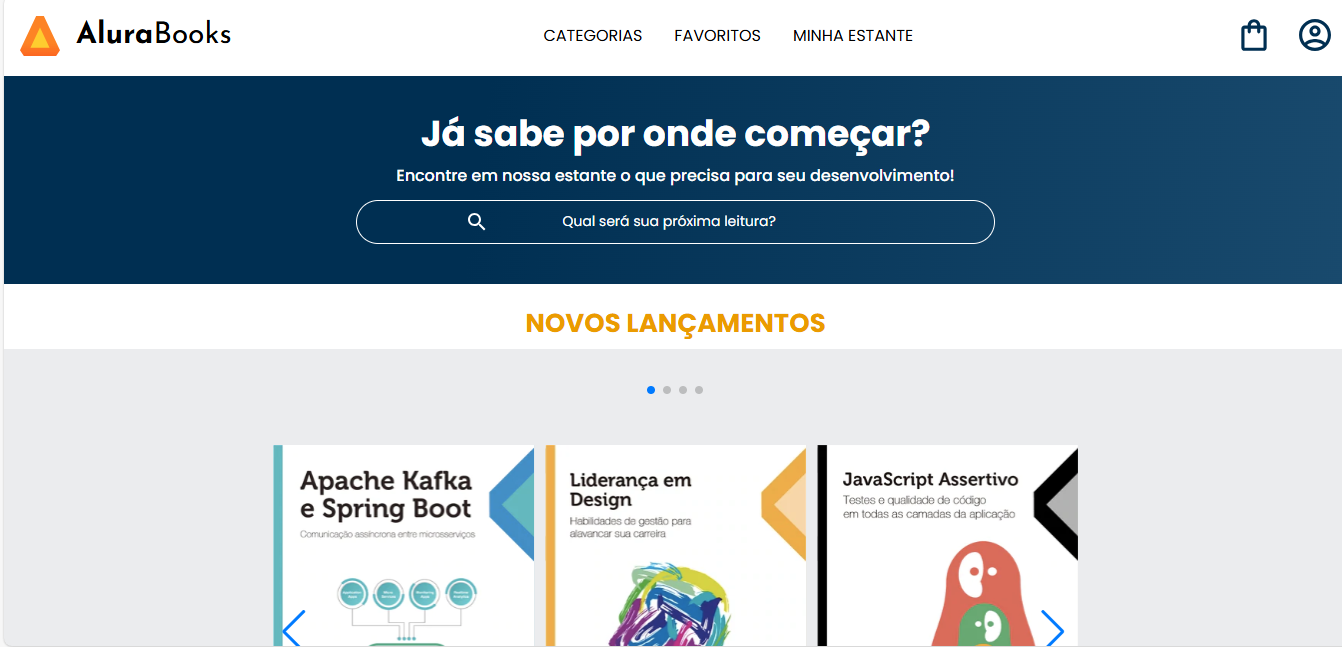 AluraBooks
CATEGORIAS
FAVORITOS
MINHA ESTANTE
Já sabe por onde começar?
Encontre em nossa estante o que precisa para seu desenvolvimento!
Qual será sua próxima leitura?
NOVOS LANÇAMENTOS
Apache Kafka
e Spring Boot
Comunicação assíncrona entre microsserviços
Liderança em
Design
Habilidades de gestão para
alavancar sua carreira
JavaScript Assertivo
Testes e qualidade de código
em todas as camadas da aplicação